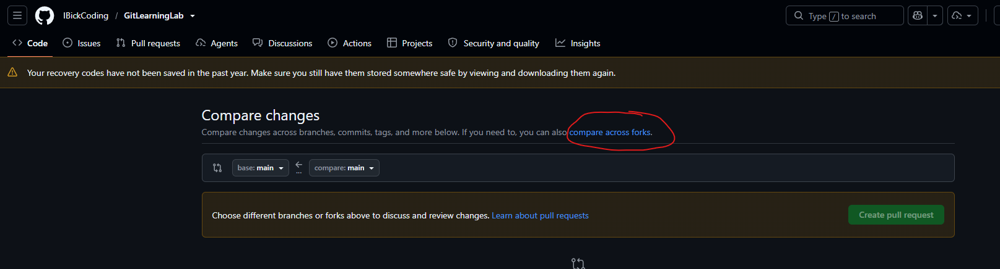 IBickCoding / GitLearningLab
Type / to search
Code Issues Pull requests Agents Discussions Actions Projects Security and quality Insights
Your recovery codes have not been saved in the past year. Make sure you still have them stored somewhere safe by viewing and downloading them again.
Compare changes
Compare changes across branches, commits, tags, and more below. If you need to, you can also compare across forks.
base: main ← compare: main
...
Choose different branches or forks above to discuss and review changes. Learn about pull requests Create pull request